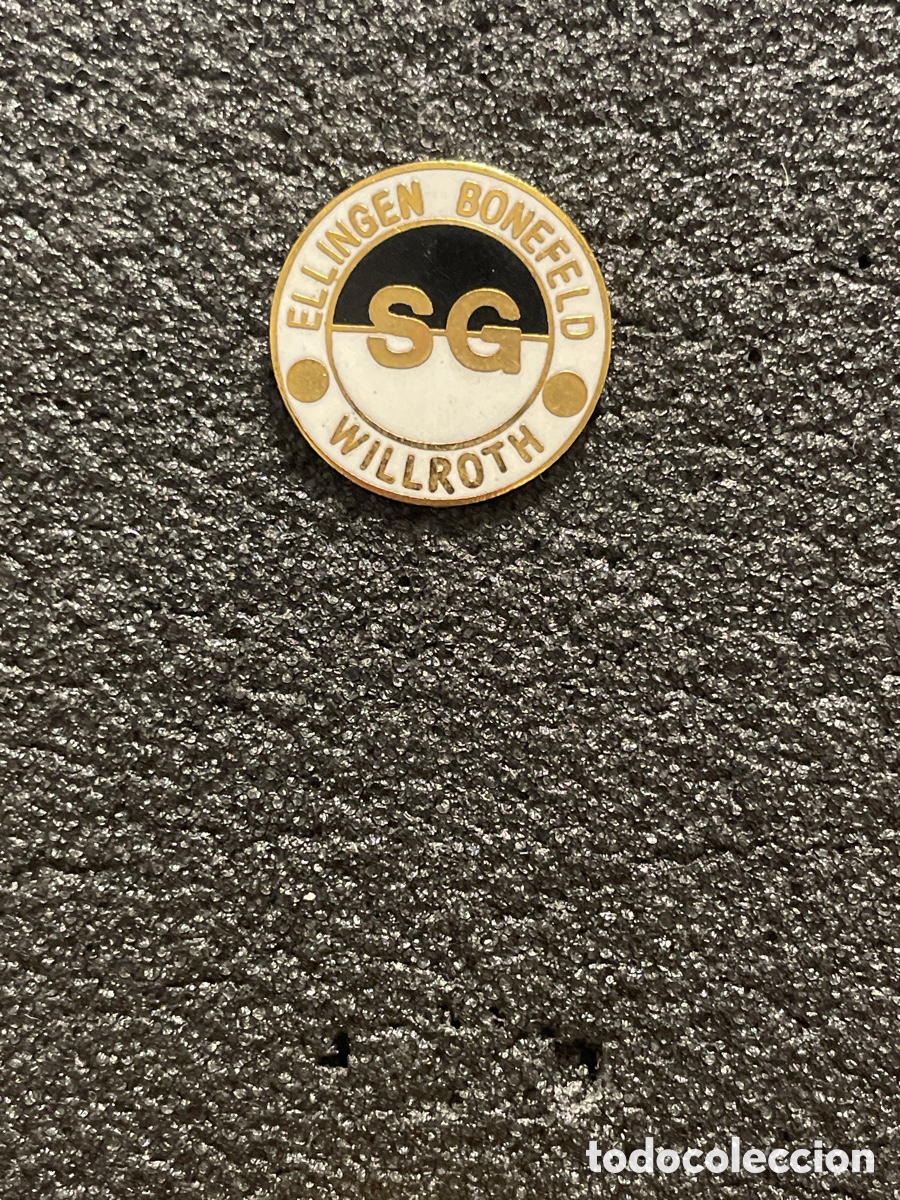 ELLINGEN BONEFELD
SG
WILLROTH
todocoleccion